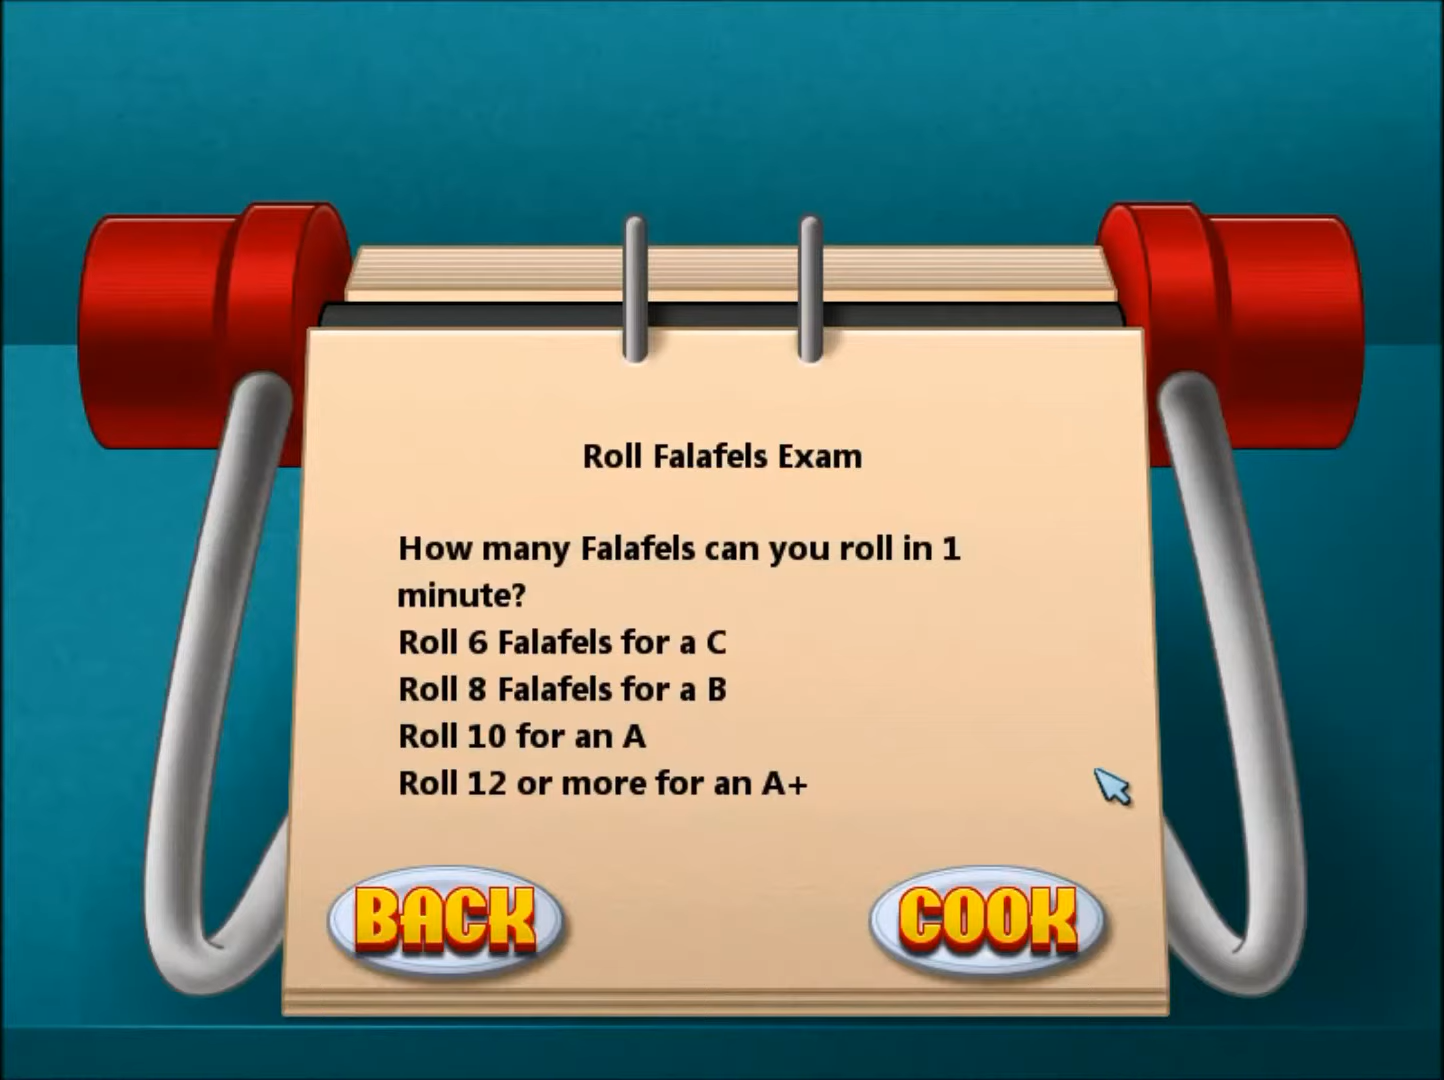 Roll Falafels Exam
How many Falafels can you roll in 1
minute?
Roll 6 Falafels for a C
Roll 8 Falafels for a B
Roll 10 for an A
Roll 12 or more for an A+
BACK
COOK